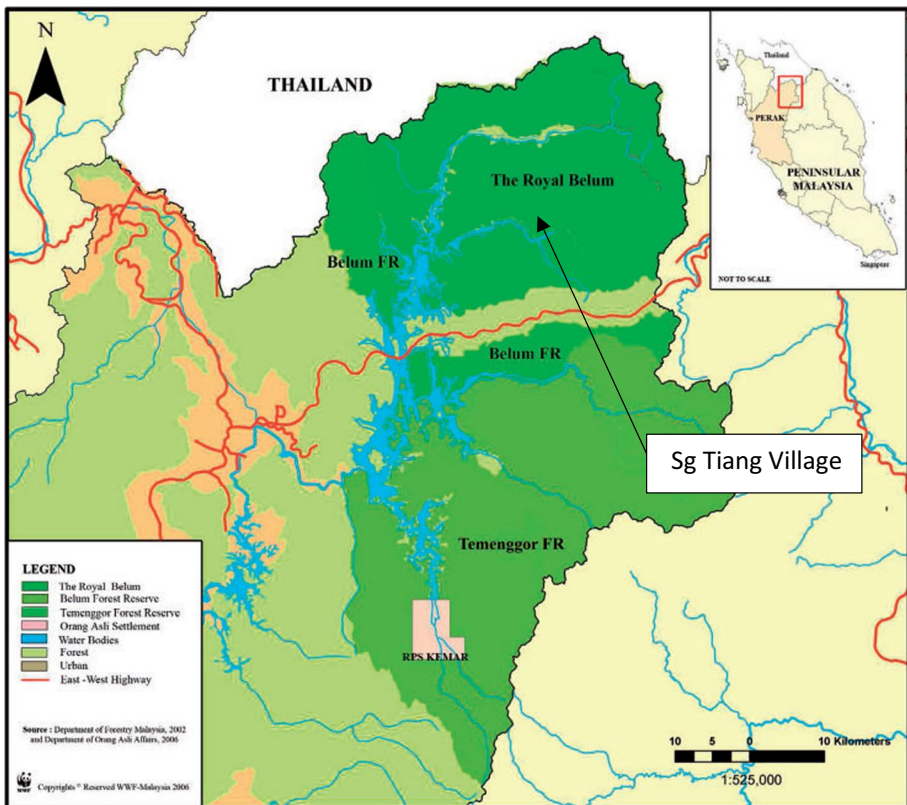 N
THAILAND
The Royal Belum
Belum FR
Belum FR
Sg Tiang Village
Temenggor FR
RPS KEMAR
Thailand
PERAK
PENINSULAR
MALAYSIA
Singapore
NOT TO SCALE
LEGEND
The Royal Belum
Belum Forest Reserve
Temenggor Forest Reserve
Orang Asli Settlement
Water Bodies
Forest
Urban
East -West Highway
Source : Department of Forestry Malaysia, 2002
and Department of Orang Asli Affairs, 2006
WWF
Copyrights ® Reserved WWF-Malaysia 2006
10 5 0 10 Kilometers
1:525,000